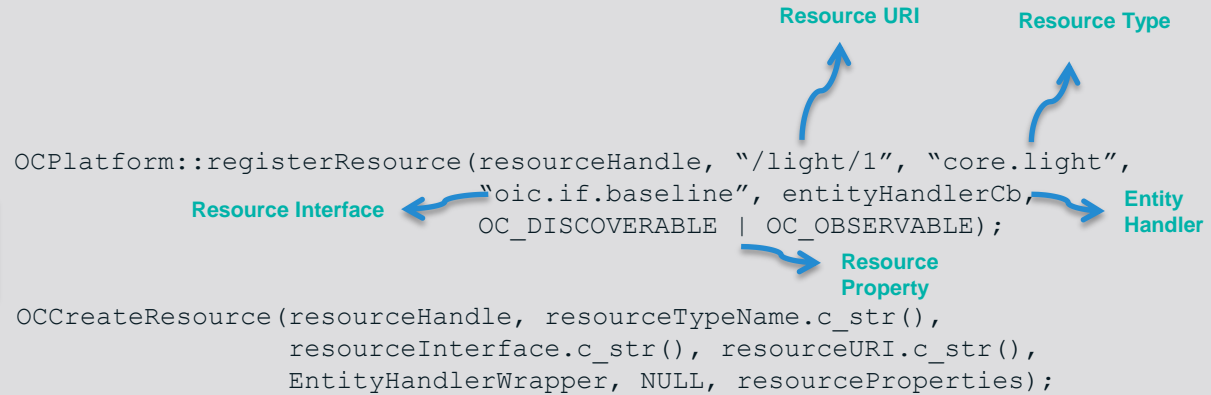 Resource URI
Resource Type
OCPlatform::registerResource(resourceHandle, “/light/1”, “core.light”,
“oic.if.baseline”, entityHandlerCb,
Resource Interface
Entity
Handler
OC_DISCOVERABLE | OC_OBSERVABLE);
Resource
Property
OCCreateResource(resourceHandle, resourceTypeName.c_str(),
resourceInterface.c_str(), resourceURI.c_str(),
EntityHandlerWrapper, NULL, resourceProperties);